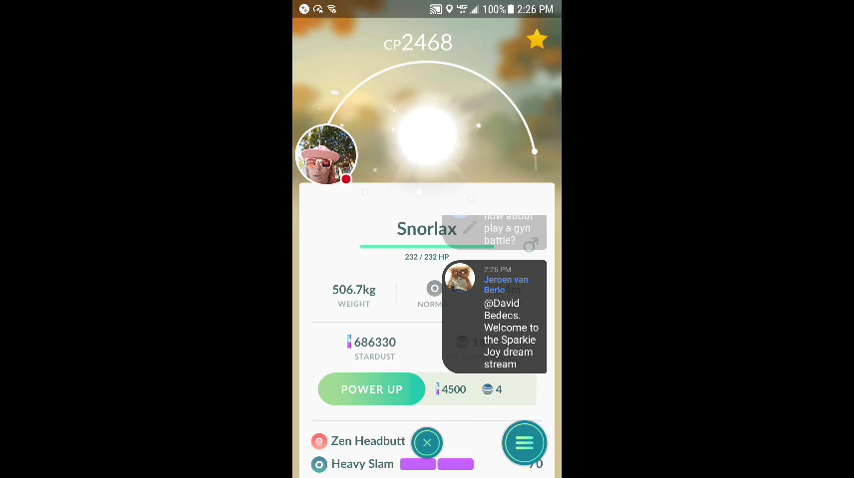 100% 2:26 PM
CP2468
Snorlax
how about
play a gyn
battle?
232 / 232 HP
2:26 PM
Jeroen van
Berlo
506.7kg
WEIGHT
@David
Bedecs.
Welcome to
the Sparkie
Joy dream
stream
686330
STARDUST
POWER UP
4500
4
Zen Headbutt
Heavy Slam
70